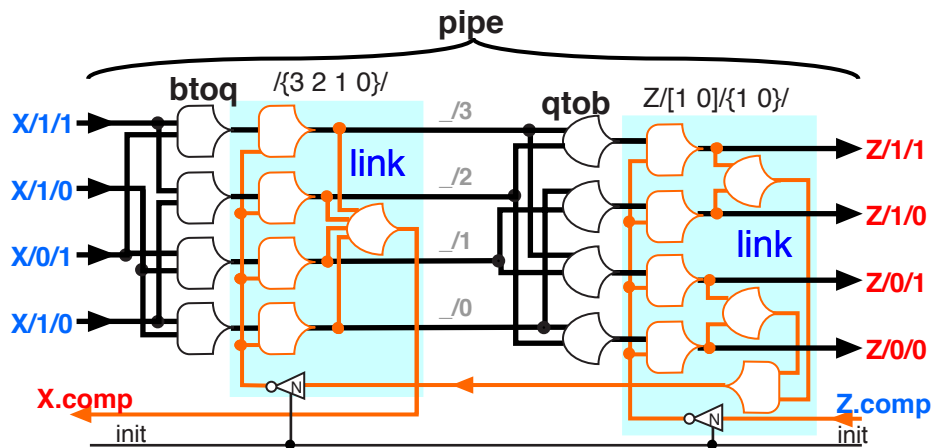 pipe
btoq
/{3 2 1 0}/
qtob
Z/[1 0]/{1 0}/
X/1/1
_/3
Z/1/1
link
X/1/0
_/2
Z/1/0
link
X/0/1
_/1
Z/0/1
X/1/0
_/0
Z/0/0
N
X.comp
Z.comp
N
init
init